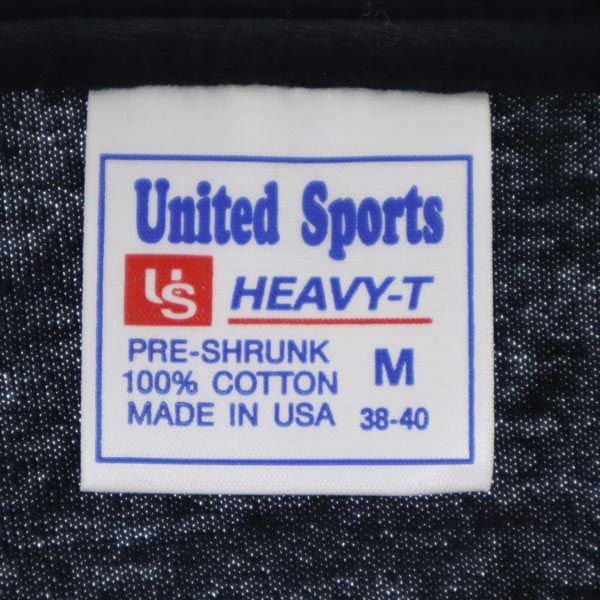 United Sports
US HEAVY-T
PRE-SHRUNK
100% COTTON
MADE IN USA
M
38-40